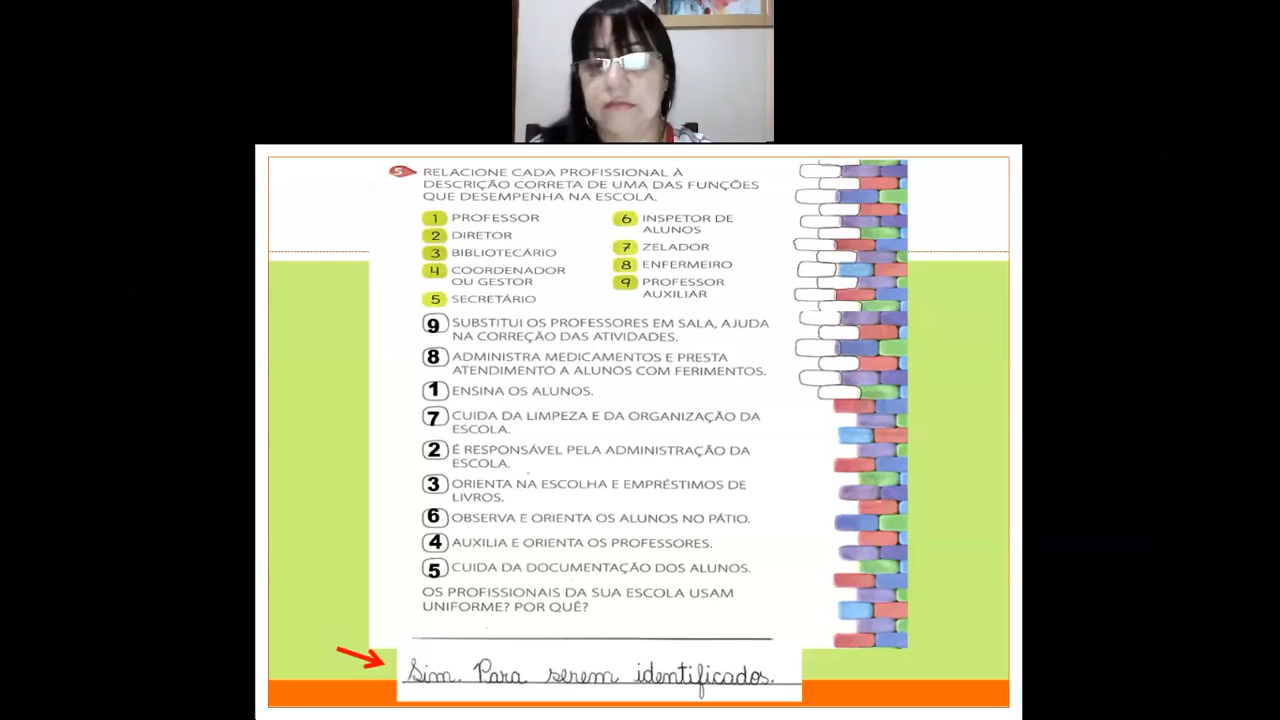 5 RELACIONE CADA PROFISSIONAL À
DESCRIÇÃO CORRETA DE UMA DAS FUNÇÕES
QUE DESEMPENHA NA ESCOLA.
1 PROFESSOR
2 DIRETOR
3 BIBLIOTECÁRIO
4 COORDENADOR
OU GESTOR
5 SECRETÁRIO
6 INSPETOR DE
ALUNOS
7 ZELADOR
8 ENFERMEIRO
9 PROFESSOR
AUXILIAR
9 SUBSTITUI OS PROFESSORES EM SALA, AJUDA
NA CORREÇÃO DAS ATIVIDADES.
8 ADMINISTRA MEDICAMENTOS E PRESTA
ATENDIMENTO A ALUNOS COM FERIMENTOS.
1 ENSINA OS ALUNOS.
7 CUIDA DA LIMPEZA E DA ORGANIZAÇÃO DA
ESCOLA.
2 É RESPONSÁVEL PELA ADMINISTRAÇÃO DA
ESCOLA.
3 ORIENTA NA ESCOLHA E EMPRÉSTIMOS DE
LIVROS.
6 OBSERVA E ORIENTA OS ALUNOS NO PÁTIO.
4 AUXILIA E ORIENTA OS PROFESSORES.
5 CUIDA DA DOCUMENTAÇÃO DOS ALUNOS.
OS PROFISSIONAIS DA SUA ESCOLA USAM
UNIFORME? POR QUÊ?
Sim. Para serem identificados.